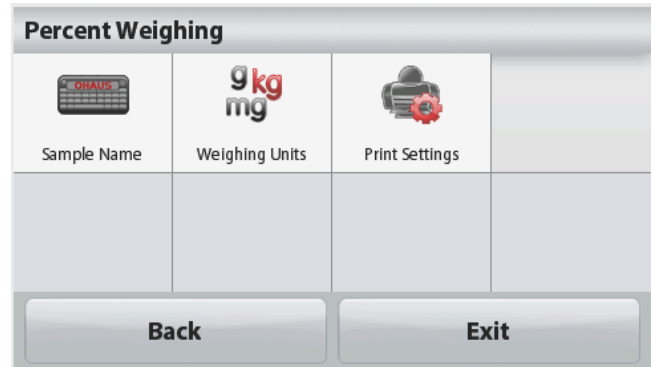 Percent Weighing
OHAUS
g kg
mg
Sample Name
Weighing Units
Print Settings
Back
Exit